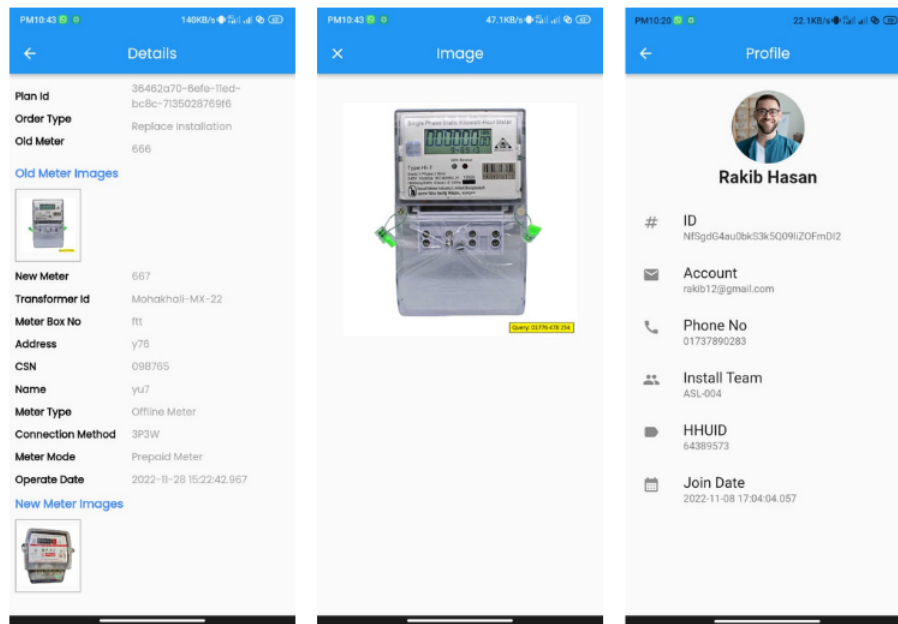 PM10:43
140KB/s
Details
Plan Id
36462a70-6efe-11ed-
bc8c-7135028769f6
Order Type
Replace Installation
Old Meter
666
Old Meter Images
New Meter
667
Transformer Id
Mohakhali-MX-22
Meter Box No
ftt
Address
y76
CSN
098765
Name
yu7
Meter Type
Offline Meter
Connection Method
3P3W
Meter Mode
Prepaid Meter
Operate Date
2022-11-28 15:22:42.967
New Meter Images
PM10:43
47.1KB/s
Image
Single Phase Static Kilowatt-Hour Meter
Query: 01776 478 254
PM10:20
22.1KB/s
Profile
Rakib Hasan
#
ID
NfSgdG4au0bkS3k5Q09liZOFmDI2
Account
rakib12@gmail.com
Phone No
01737890283
Install Team
ASL-004
HHUID
64389573
Join Date
2022-11-08 17:04:04.057